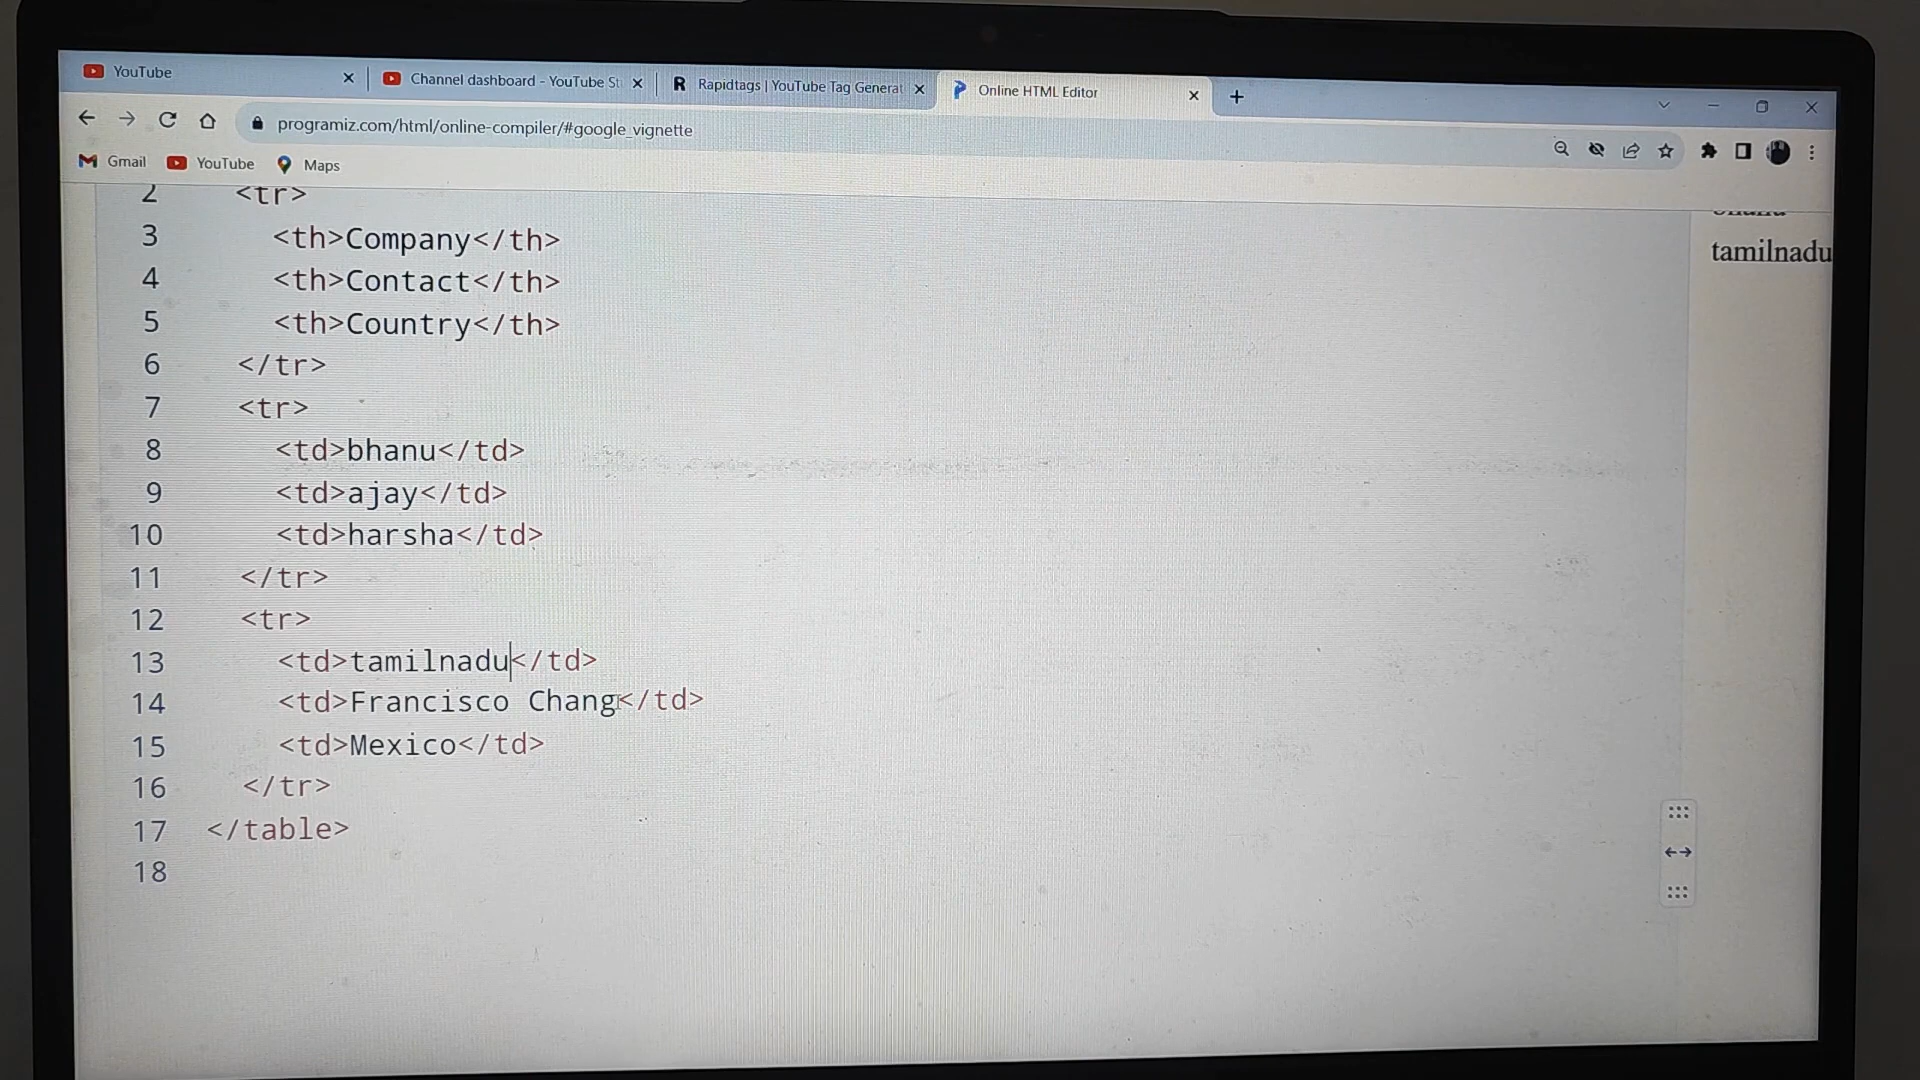 YouTube
Channel dashboard - YouTube St
Rapidtags | YouTube Tag Generat
Online HTML Editor
programiz.com/html/online-compiler/#google_vignette
Gmail
YouTube
Maps
2 <tr>
3 <th>Company</th>
4 <th>Contact</th>
5 <th>Country</th>
6 </tr>
7 <tr>
8 <td>bhanu</td>
9 <td>ajay</td>
10 <td>harsha</td>
11 </tr>
12 <tr>
13 <td>tamilnadu</td>
14 <td>Francisco Chang</td>
15 <td>Mexico</td>
16 </tr>
17 </table>
18
tamilnadu